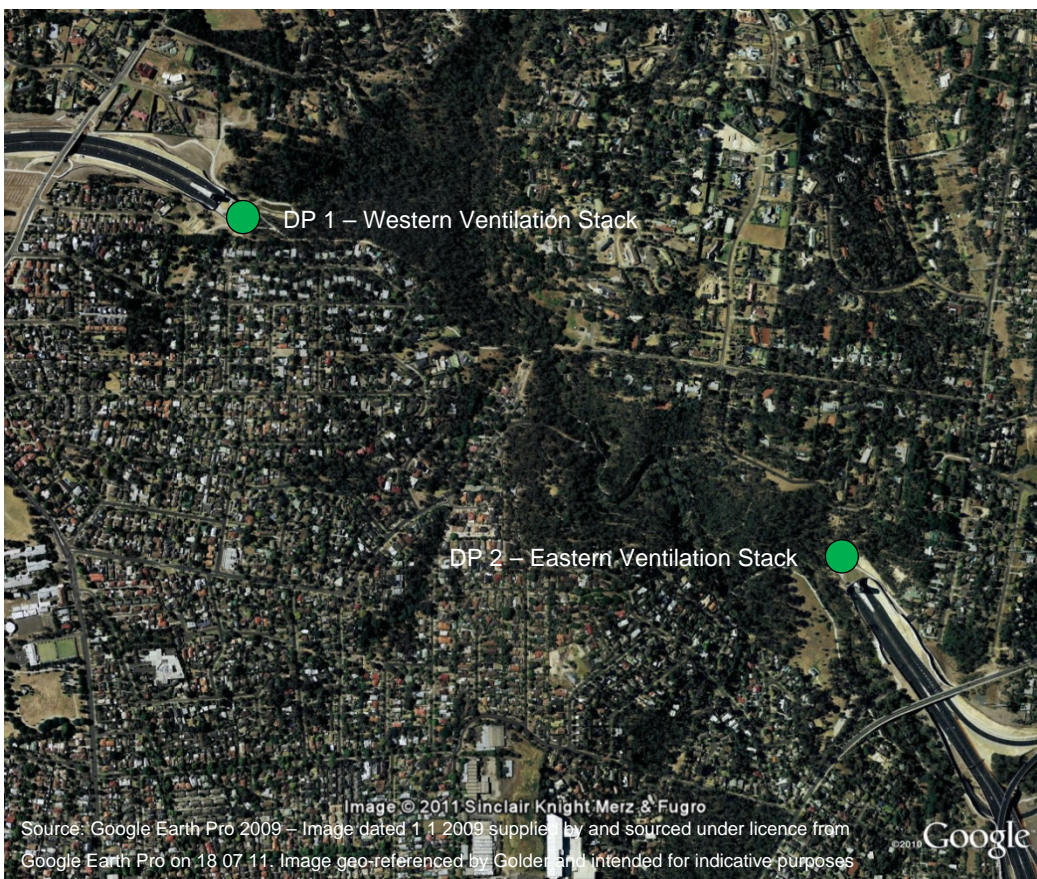 DP 1 – Western Ventilation Stack
DP 2 – Eastern Ventilation Stack
Image © 2011 Sinclair Knight Merz & Fugro
Source: Google Earth Pro 2009 – Image dated 1 1 2009 supplied by and sourced under licence from
©2010 Google
Google Earth Pro on 18 07 11. Image geo-referenced by Golder and intended for indicative purposes